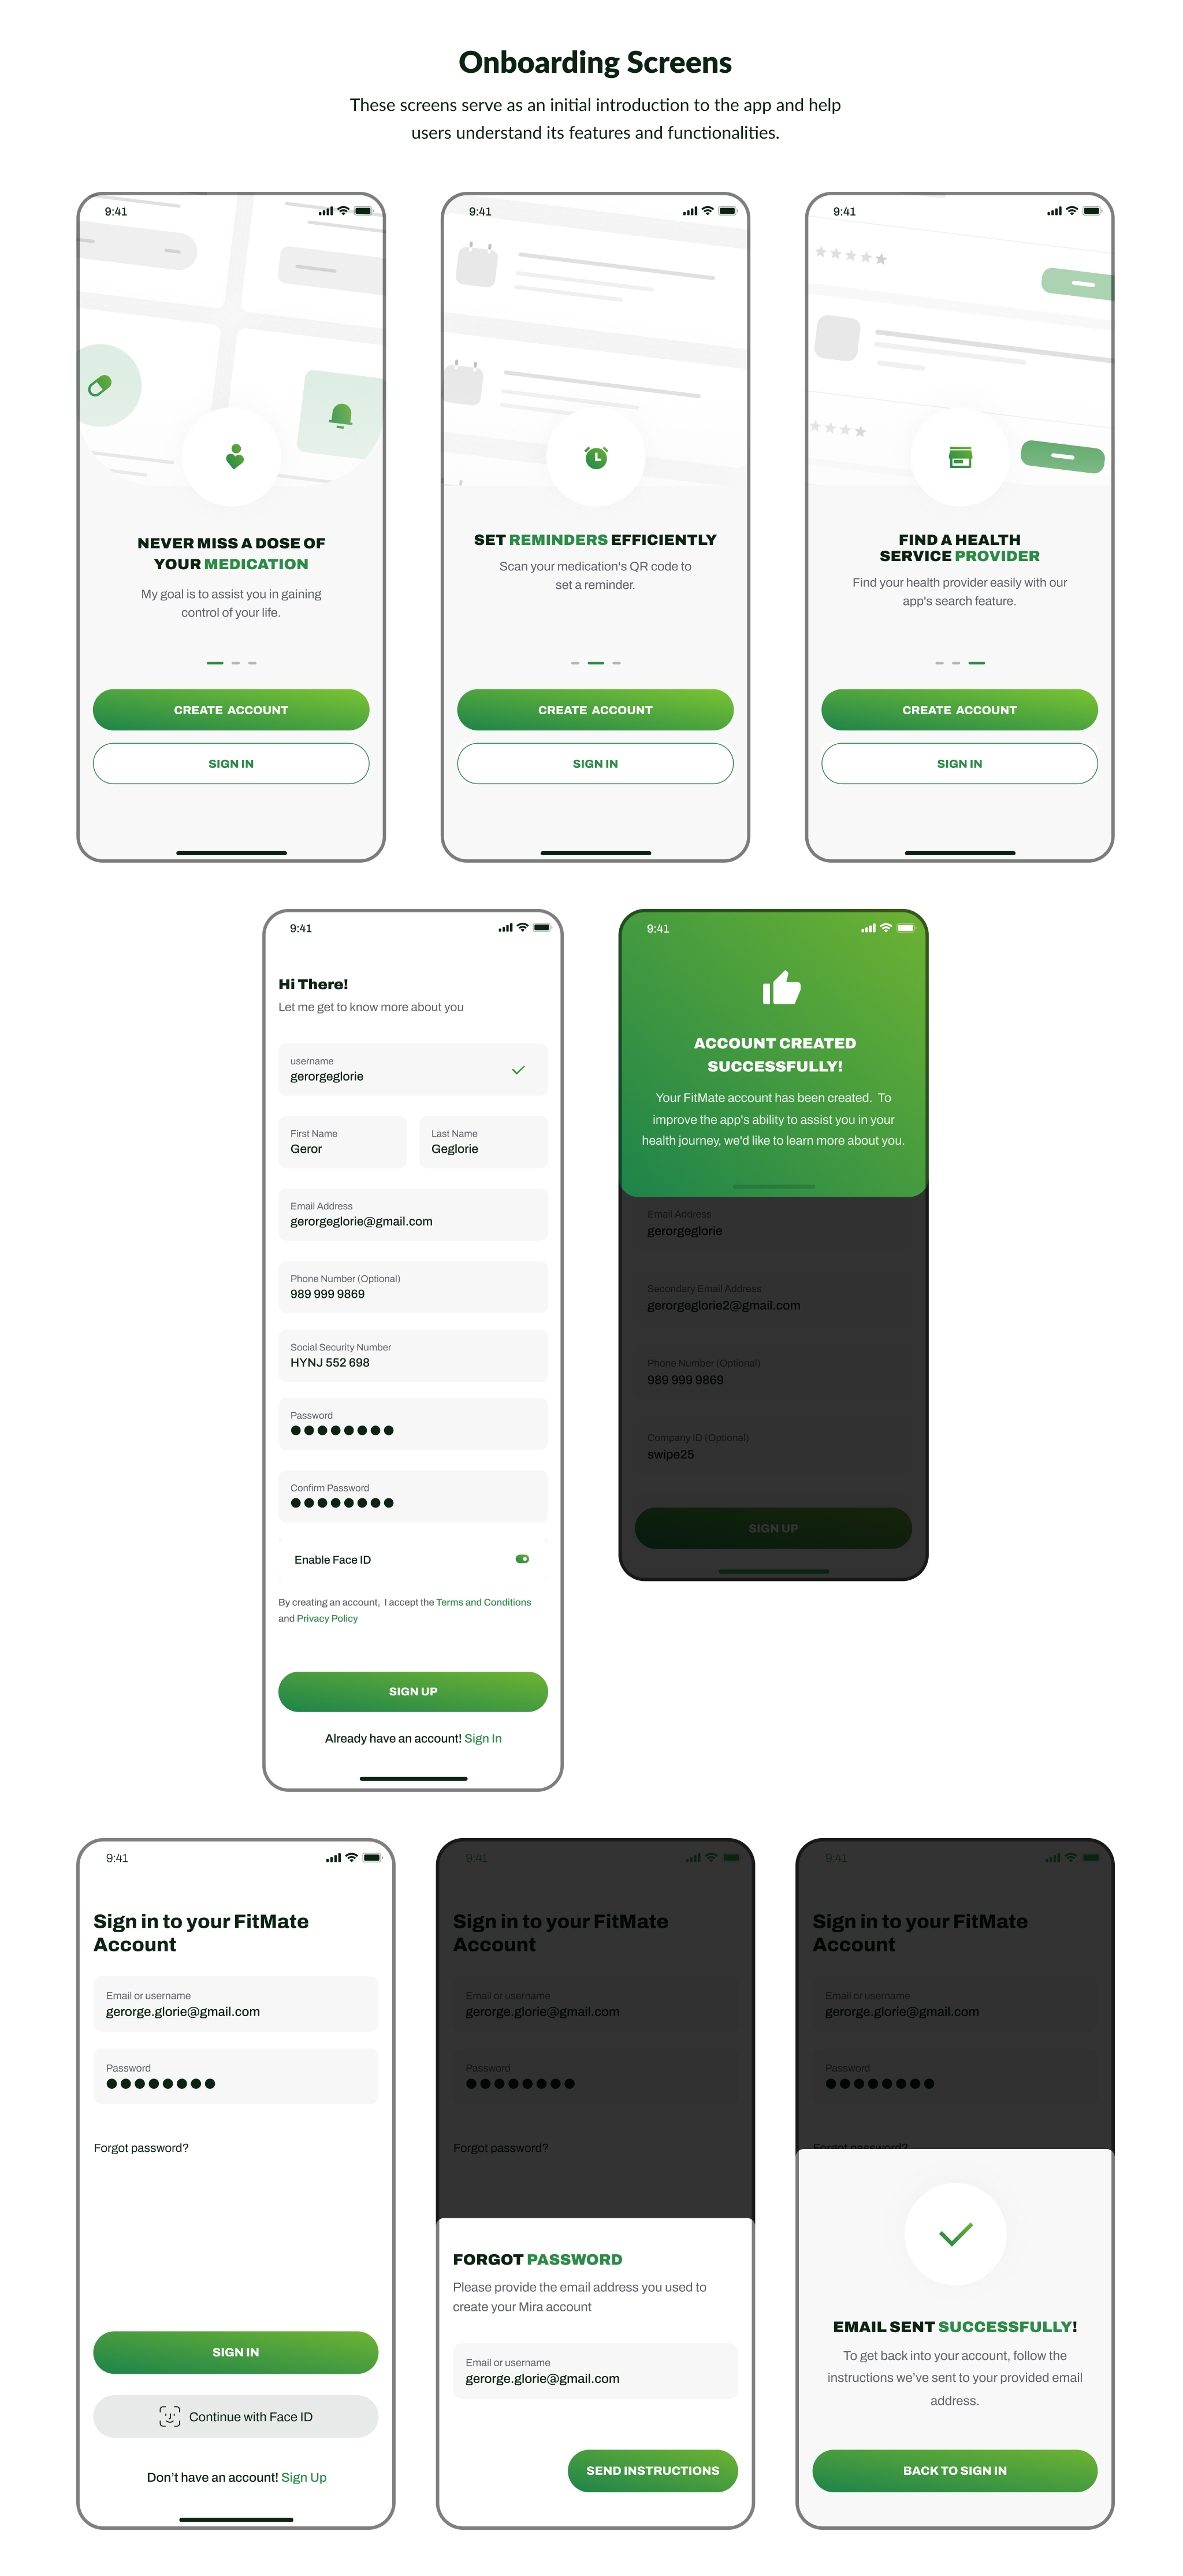 Onboarding Screens
These screens serve as an initial introduction to the app and help
users understand its features and functionalities.
9:41
NEVER MISS A DOSE OF
YOUR MEDICATION
My goal is to assist you in gaining
control of your life.
CREATE ACCOUNT
SIGN IN
9:41
SET REMINDERS EFFICIENTLY
Scan your medication's QR code to
set a reminder.
CREATE ACCOUNT
SIGN IN
9:41
FIND A HEALTH
SERVICE PROVIDER
Find your health provider easily with our
app's search feature.
CREATE ACCOUNT
SIGN IN
9:41
Hi There!
Let me get to know more about you
username
gerorgeglorie
First Name
Geror
Last Name
Geglorie
Email Address
gerorgeglorie@gmail.com
Phone Number (Optional)
989 999 9869
Social Security Number
HYNJ 552 698
Password
Confirm Password
Enable Face ID
By creating an account, I accept the Terms and Conditions
and Privacy Policy
SIGN UP
Already have an account! Sign In
9:41
ACCOUNT CREATED
SUCCESSFULLY!
Your FitMate account has been created. To
improve the app's ability to assist you in your
health journey, we'd like to learn more about you.
Email Address
gerorgeglorie
Secondary Email Address
gerorgeglorie2@gmail.com
Phone Number (Optional)
989 999 9869
Company ID (Optional)
swipe25
SIGN UP
9:41
Sign in to your FitMate
Account
Email or username
gerorge.glorie@gmail.com
Password
Forgot password?
SIGN IN
Continue with Face ID
Don't have an account! Sign Up
9:41
Sign in to your FitMate
Account
Email or username
gerorge.glorie@gmail.com
Password
Forgot password?
FORGOT PASSWORD
Please provide the email address you used to
create your Mira account
Email or username
gerorge.glorie@gmail.com
SEND INSTRUCTIONS
9:41
Sign in to your FitMate
Account
Email or username
gerorge.glorie@gmail.com
Password
Forgot password?
EMAIL SENT SUCCESSFULLY!
To get back into your account, follow the
instructions we've sent to your provided email
address.
BACK TO SIGN IN